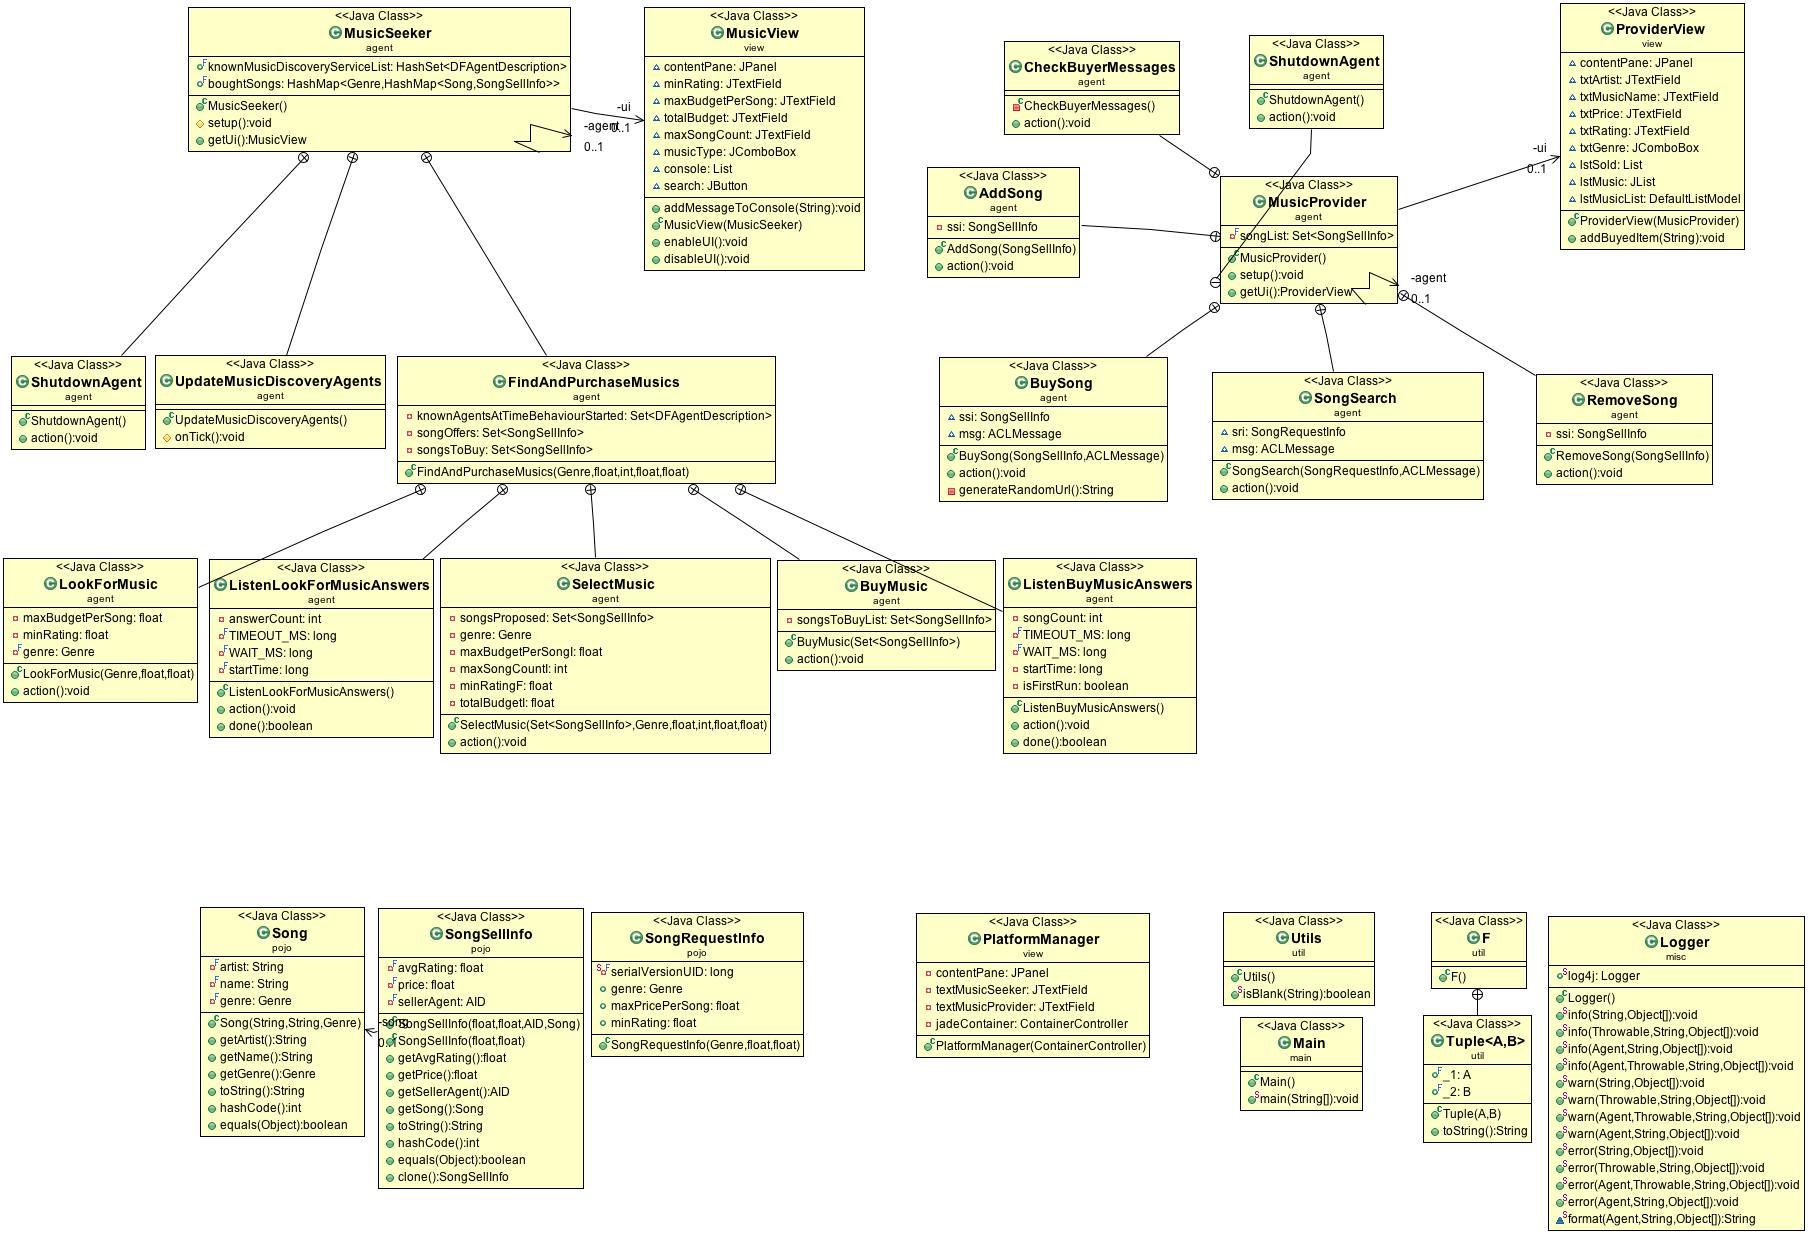 <<Java Class>>
MusicSeeker
agent
knownMusicDiscoveryServiceList: HashSet<DFAgentDescription>
boughtSongs: HashMap<Genre,HashMap<Song,SongSellInfo>>
MusicSeeker()
setup():void
getUi():MusicView
-ui
0..1
-agent
0..1
<<Java Class>>
MusicView
view
contentPane: JPanel
minRating: JTextField
maxBudgetPerSong: JTextField
totalBudget: JTextField
maxSongCount: JTextField
musicType: JComboBox
console: List
search: JButton
addMessageToConsole(String):void
MusicView(MusicSeeker)
enableUI():void
disableUI():void
<<Java Class>>
CheckBuyerMessages
agent
CheckBuyerMessages()
action():void
<<Java Class>>
ShutdownAgent
agent
ShutdownAgent()
action():void
<<Java Class>>
ProviderView
view
contentPane: JPanel
txtArtist: JTextField
txtMusicName: JTextField
txtPrice: JTextField
txtRating: JTextField
txtGenre: JComboBox
lstSold: List
lstMusic: JList
lstMusicList: DefaultListModel
ProviderView(MusicProvider)
addBuyedItem(String):void
<<Java Class>>
AddSong
agent
ssi: SongSellInfo
AddSong(SongSellInfo)
action():void
<<Java Class>>
MusicProvider
agent
songList: Set<SongSellInfo>
MusicProvider()
setup():void
getUi():ProviderView
-ui
0..1
-agent
0..1
<<Java Class>>
ShutdownAgent
agent
ShutdownAgent()
action():void
<<Java Class>>
UpdateMusicDiscoveryAgents
agent
UpdateMusicDiscoveryAgents()
onTick():void
<<Java Class>>
FindAndPurchaseMusics
agent
knownAgentsAtTimeBehaviourStarted: Set<DFAgentDescription>
songOffers: Set<SongSellInfo>
songsToBuy: Set<SongSellInfo>
FindAndPurchaseMusics(Genre,float,int,float,float)
<<Java Class>>
BuySong
agent
ssi: SongSellInfo
msg: ACLMessage
BuySong(SongSellInfo,ACLMessage)
action():void
generateRandomUrl():String
<<Java Class>>
SongSearch
agent
sri: SongRequestInfo
msg: ACLMessage
SongSearch(SongRequestInfo,ACLMessage)
action():void
<<Java Class>>
RemoveSong
agent
ssi: SongSellInfo
RemoveSong(SongSellInfo)
action():void
<<Java Class>>
LookForMusic
agent
maxBudgetPerSong: float
minRating: float
genre: Genre
LookForMusic(Genre,float,float)
action():void
<<Java Class>>
ListenLookForMusicAnswers
agent
answerCount: int
TIMEOUT_MS: long
WAIT_MS: long
startTime: long
ListenLookForMusicAnswers()
action():void
done():boolean
<<Java Class>>
SelectMusic
agent
songsProposed: Set<SongSellInfo>
genre: Genre
maxBudgetPerSongI: float
maxSongCountI: int
minRatingF: float
totalBudgetI: float
SelectMusic(Set<SongSellInfo>,Genre,float,int,float,float)
action():void
<<Java Class>>
BuyMusic
agent
songsToBuyList: Set<SongSellInfo>
BuyMusic(Set<SongSellInfo>)
action():void
<<Java Class>>
ListenBuyMusicAnswers
agent
songCount: int
TIMEOUT_MS: long
WAIT_MS: long
startTime: long
isFirstRun: boolean
ListenBuyMusicAnswers()
action():void
done():boolean
<<Java Class>>
Song
pojo
artist: String
name: String
genre: Genre
Song(String,String,Genre)
getArtist():String
getName():String
getGenre():Genre
toString():String
hashCode():int
equals(Object):boolean
-song
0..1
<<Java Class>>
SongSellInfo
pojo
avgRating: float
price: float
sellerAgent: AID
SongSellInfo(float,float,AID,Song)
SongSellInfo(float,float)
getAvgRating():float
getPrice():float
getSellerAgent():AID
getSong():Song
toString():String
hashCode():int
equals(Object):boolean
clone():SongSellInfo
<<Java Class>>
SongRequestInfo
pojo
serialVersionUID: long
genre: Genre
maxPricePerSong: float
minRating: float
SongRequestInfo(Genre,float,float)
<<Java Class>>
PlatformManager
view
contentPane: JPanel
textMusicSeeker: JTextField
textMusicProvider: JTextField
jadeContainer: ContainerController
PlatformManager(ContainerController)
<<Java Class>>
Utils
util
Utils()
isBlank(String):boolean
<<Java Class>>
Main
main
Main()
main(String[]):void
<<Java Class>>
F
util
F()
<<Java Class>>
Tuple<A,B>
util
_1: A
_2: B
Tuple(A,B)
toString():String
<<Java Class>>
Logger
misc
log4j: Logger
Logger()
info(String,Object[]):void
info(Throwable,String,Object[]):void
info(Agent,String,Object[]):void
info(Agent,Throwable,String,Object[]):void
warn(String,Object[]):void
warn(Throwable,String,Object[]):void
warn(Agent,Throwable,String,Object[]):void
warn(Agent,String,Object[]):void
error(String,Object[]):void
error(Throwable,String,Object[]):void
error(Agent,Throwable,String,Object[]):void
error(Agent,String,Object[]):void
format(Agent,String,Object[]):String